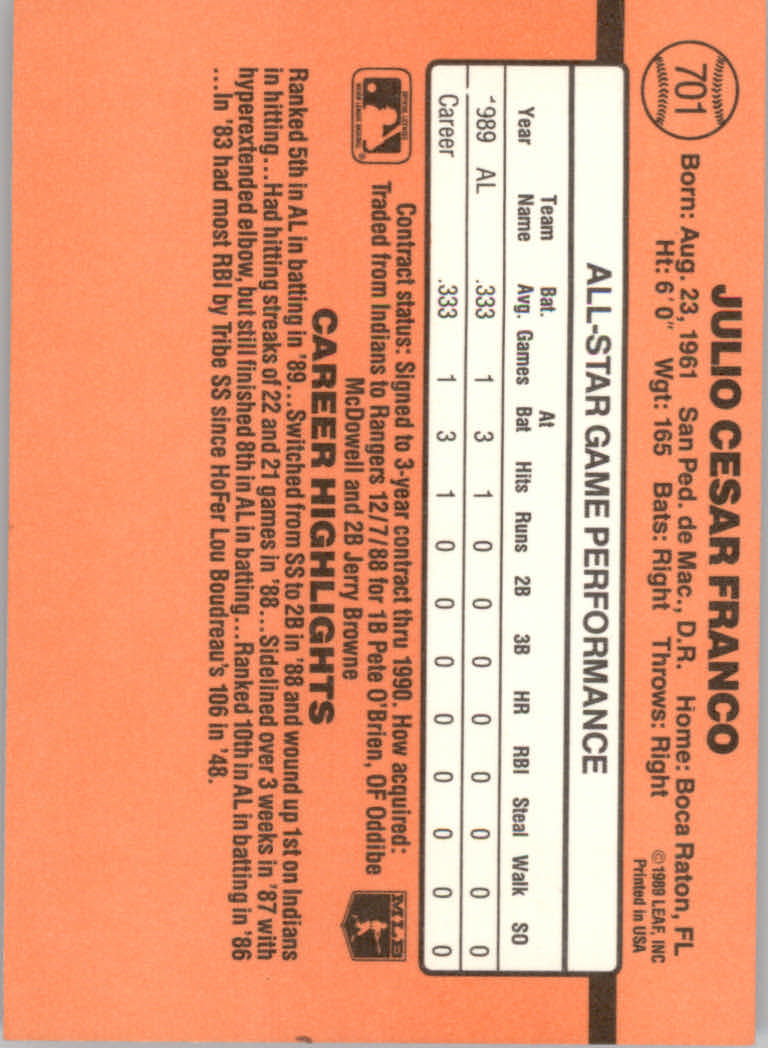 701
JULIO CESAR FRANCO
Born: Aug. 23, 1961 San Ped. de Mac., D.R. Home: Boca Raton, FL
Ht: 6' 0" Wgt: 165 Bats: Right Throws: Right
© 1989 LEAF, INC
Printed in USA
ALL-STAR GAME PERFORMANCE
Team Bat. At
Year Name Avg. Games Bat Hits Runs 2B 3B HR RBI Steal Walk SO
1989 AL .333 1 3 1 0 0 0 0 0 0 0 0
Career .333 1 3 1 0 0 0 0 0 0 0 0
Contract status: Signed to 3-year contract thru 1990. How acquired:
Traded from Indians to Rangers 12/7/88 for 1B Pete O'Brien, OF Oddibe
McDowell and 2B Jerry Browne
MLB
CAREER HIGHLIGHTS
Ranked 5th in AL in batting in '89...Switched from SS to 2B in '88 and wound up 1st on Indians
in hitting...Had hitting streaks of 22 and 21 games in '88...Sidelined over 3 weeks in '87 with
hyperextended elbow, but still finished 8th in AL in batting...Ranked 10th in AL in batting in '86
...In '83 had most RBI by Tribe SS since HoFer Lou Boudreau's 106 in '48.